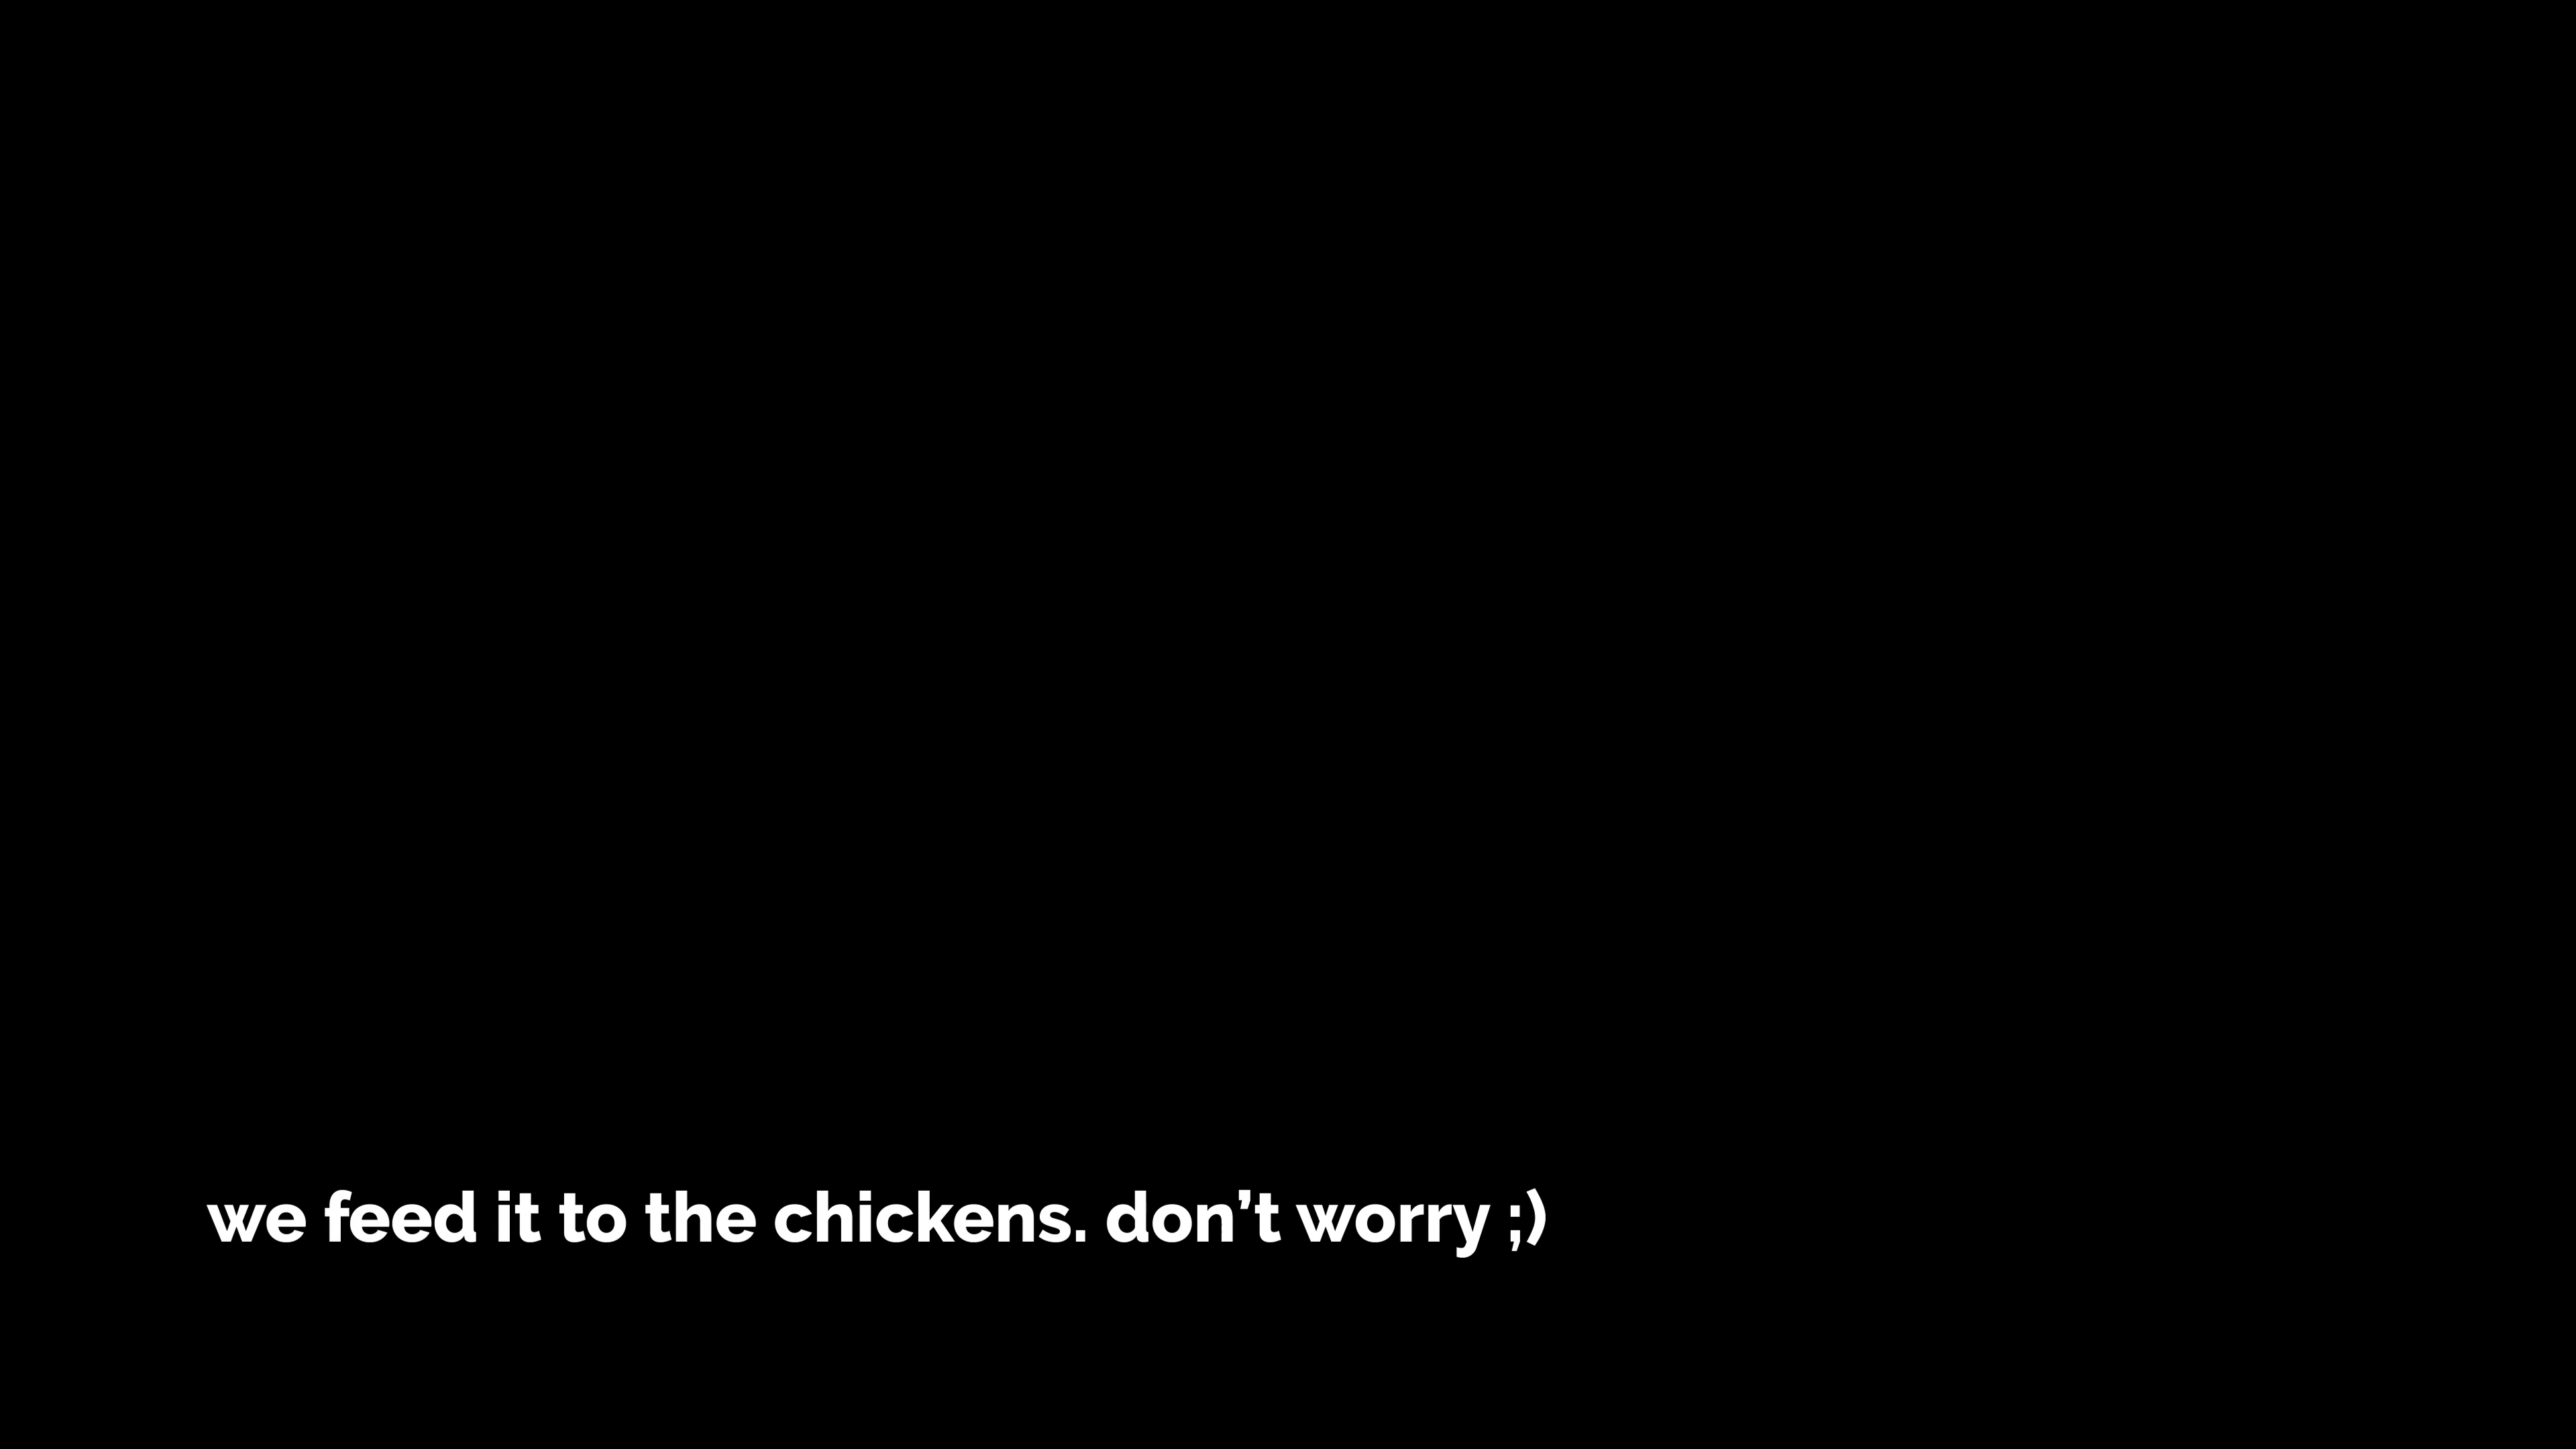 we feed it to the chickens. don’t worry ;)